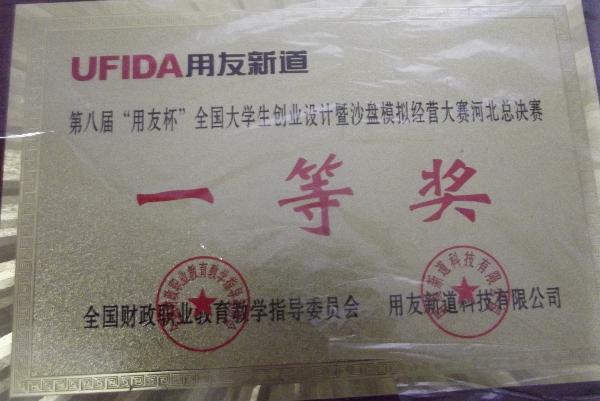 UFIDA用友新道
第八届“用友杯”全国大学生创业设计暨沙盘模拟经营大赛河北总决赛
一等奖
全国财政职业教育教学指导委员会 用友新道科技有限公司